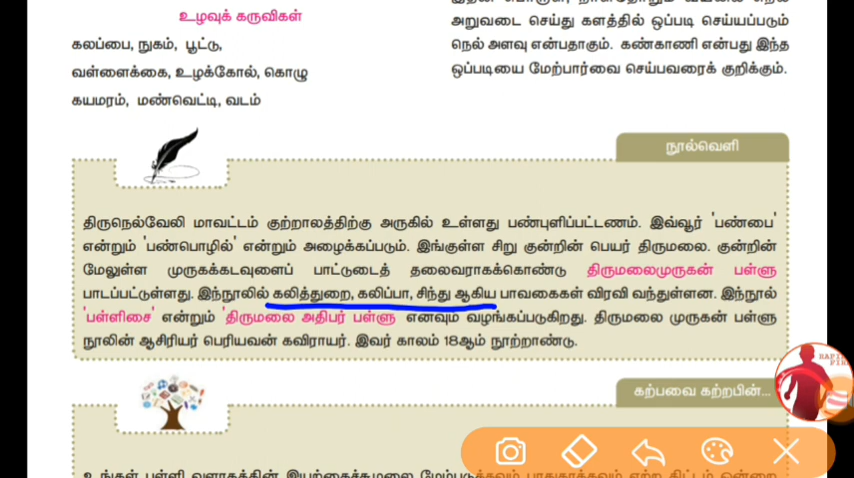 உழவுக் கருவிகள்
கலப்பை, நுகம், பூட்டு,
வள்ளைக்கை, உழக்கோல், கொழு
கயமரம், மண்வெட்டி, வடம்
அறுவடை செய்து களத்தில் ஒப்படி செய்யப்படும்
நெல் அளவு என்பதாகும். கண்காணி என்பது இந்த
ஒப்படியை மேற்பார்வை செய்பவரைக் குறிக்கும்.
நூல்வெளி
திருநெல்வேலி மாவட்டம் குற்றாலத்திற்கு அருகில் உள்ளது பண்புளிப்பட்டணம். இவ்வூர் 'பண்பை'
என்றும் 'பண்பொழில்' என்றும் அழைக்கப்படும். இங்குள்ள சிறு குன்றின் பெயர் திருமலை. குன்றின்
மேலுள்ள முருகக்கடவுளைப் பாட்டுடைத் தலைவராகக்கொண்டு திருமலைமுருகன் பள்ளு
பாடப்பட்டுள்ளது. இந்நூலில் கலித்துறை, கலிப்பா, சிந்து ஆகிய பாவகைகள் விரவி வந்துள்ளன. இந்நூல்
'பள்ளிசை' என்றும் 'திருமலை அதிபர் பள்ளு' எனவும் வழங்கப்படுகிறது. திருமலை முருகன் பள்ளு
நூலின் ஆசிரியர் பெரியவன் கவிராயர். இவர் காலம் 18ஆம் நூற்றாண்டு.
கற்பவை கற்றபின்...